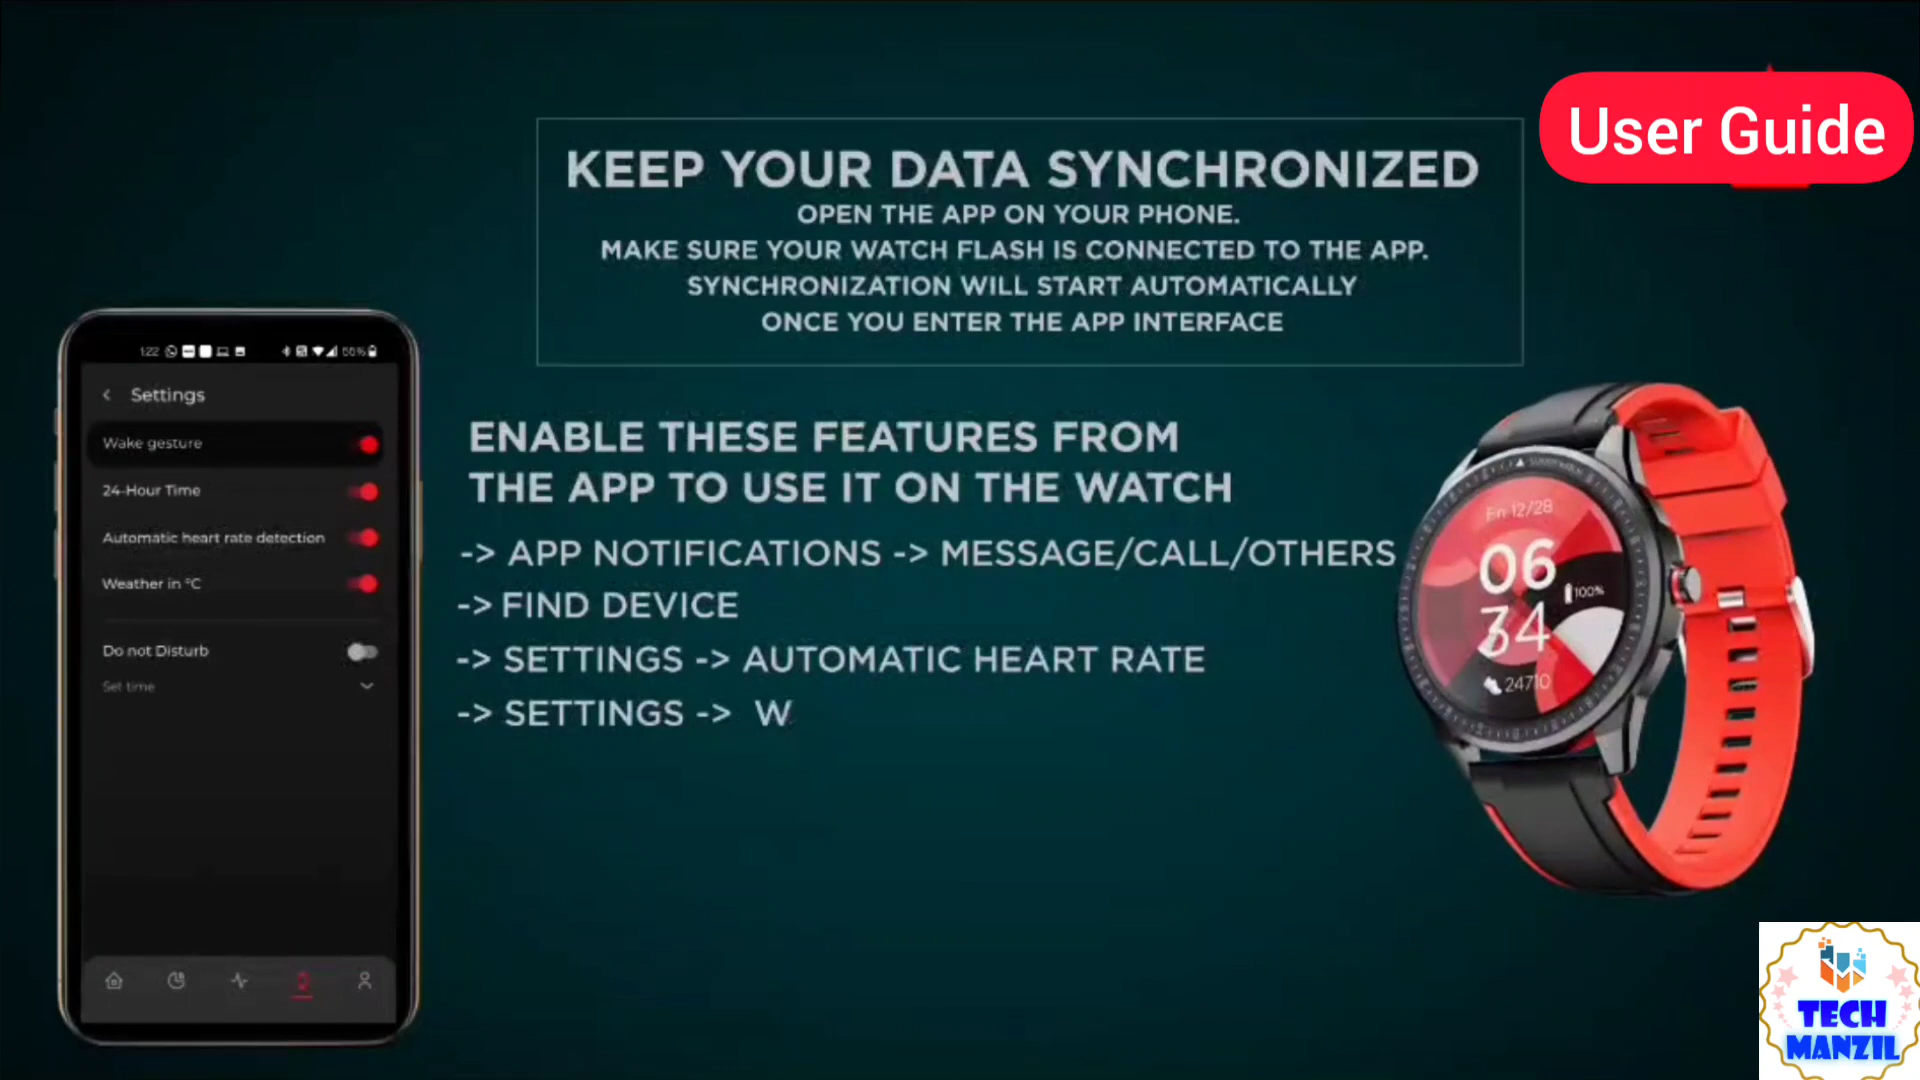 User Guide
KEEP YOUR DATA SYNCHRONIZED
OPEN THE APP ON YOUR PHONE.
MAKE SURE YOUR WATCH FLASH IS CONNECTED TO THE APP.
SYNCHRONIZATION WILL START AUTOMATICALLY
ONCE YOU ENTER THE APP INTERFACE
1:22 56%
Settings
Wake gesture
24-Hour Time
Automatic heart rate detection
Weather in °C
Do not Disturb
Set time
ENABLE THESE FEATURES FROM
THE APP TO USE IT ON THE WATCH
-> APP NOTIFICATIONS -> MESSAGE/CALL/OTHERS
-> FIND DEVICE
-> SETTINGS -> AUTOMATIC HEART RATE
-> SETTINGS -> W
Fri 12/28
06
34
100%
24710
TECH
MANZIL